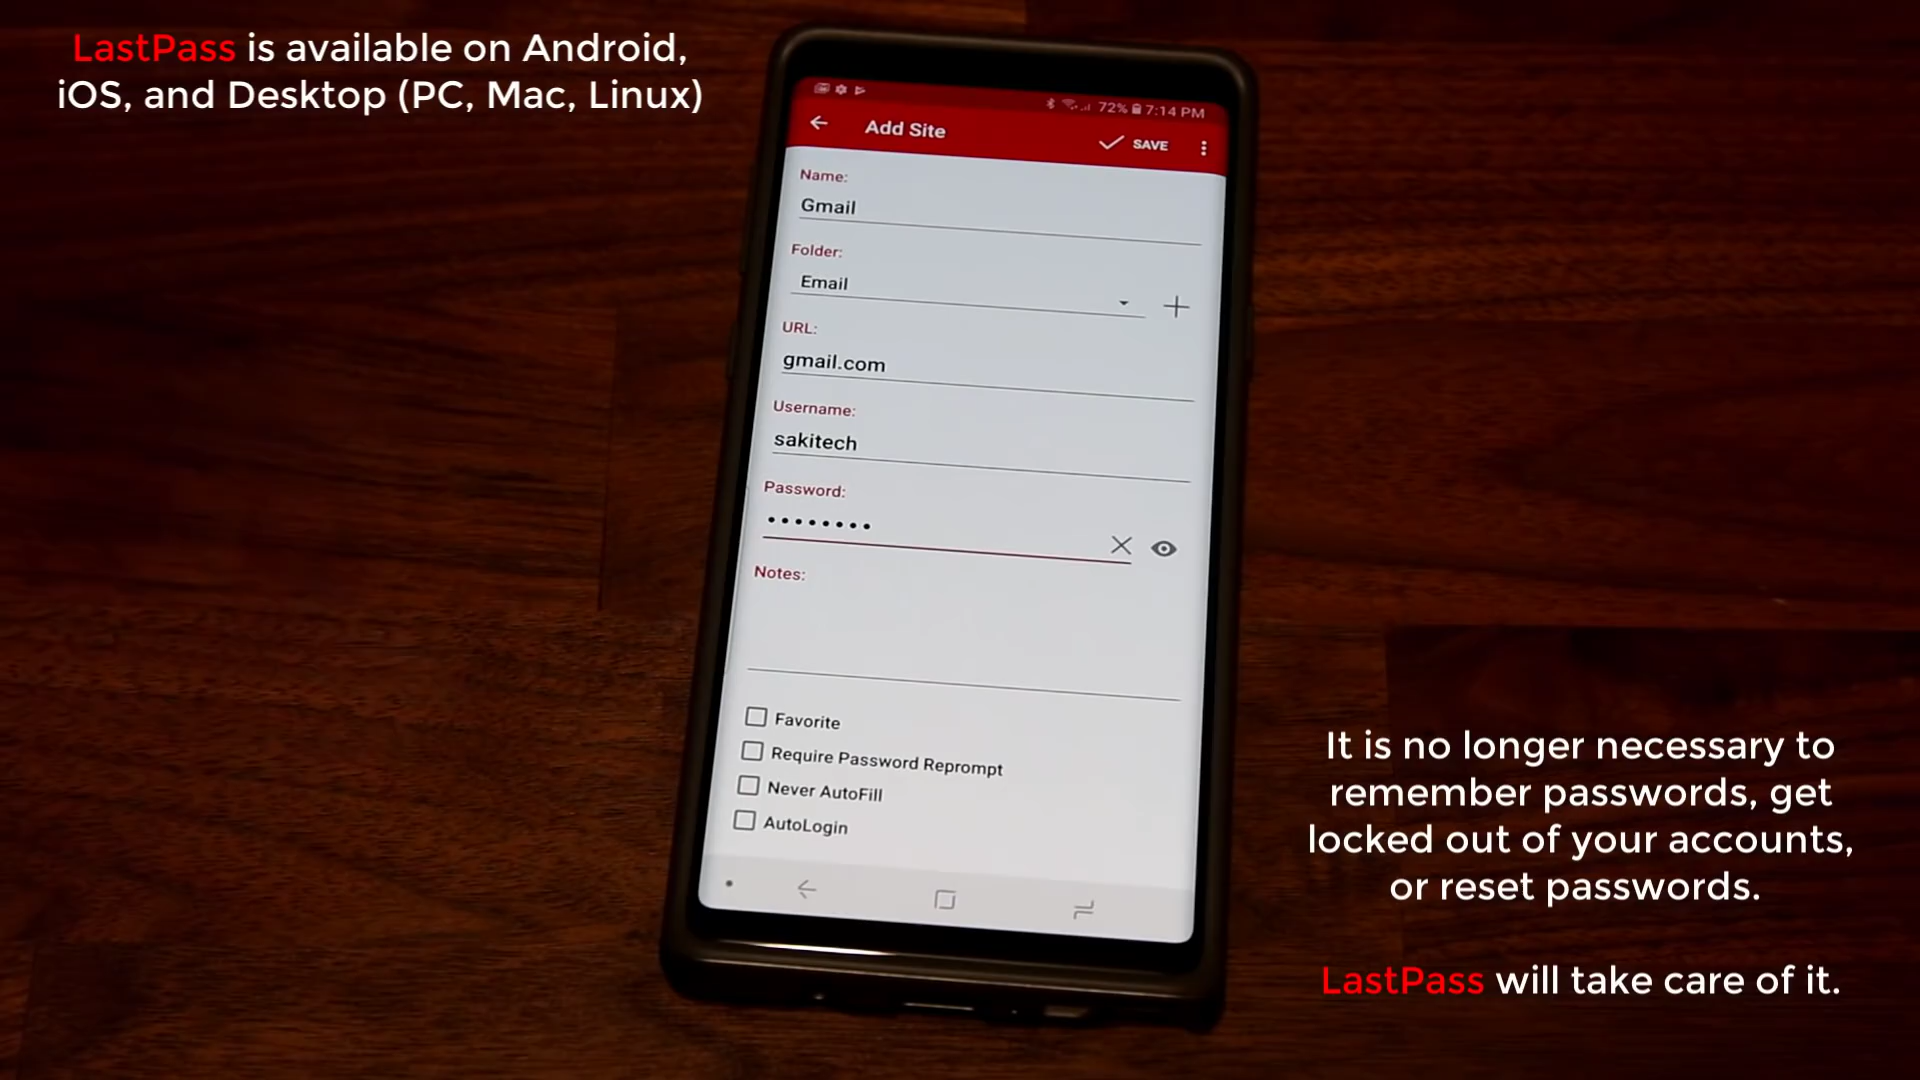 LastPass is available on Android,
iOS, and Desktop (PC, Mac, Linux)
72% 7:14 PM
Add Site
SAVE
Name:
Gmail
Folder:
Email
URL:
gmail.com
Username:
sakitech
Password:
••••••••
Notes:
Favorite
Require Password Reprompt
Never AutoFill
AutoLogin
It is no longer necessary to
remember passwords, get
locked out of your accounts,
or reset passwords.
LastPass will take care of it.